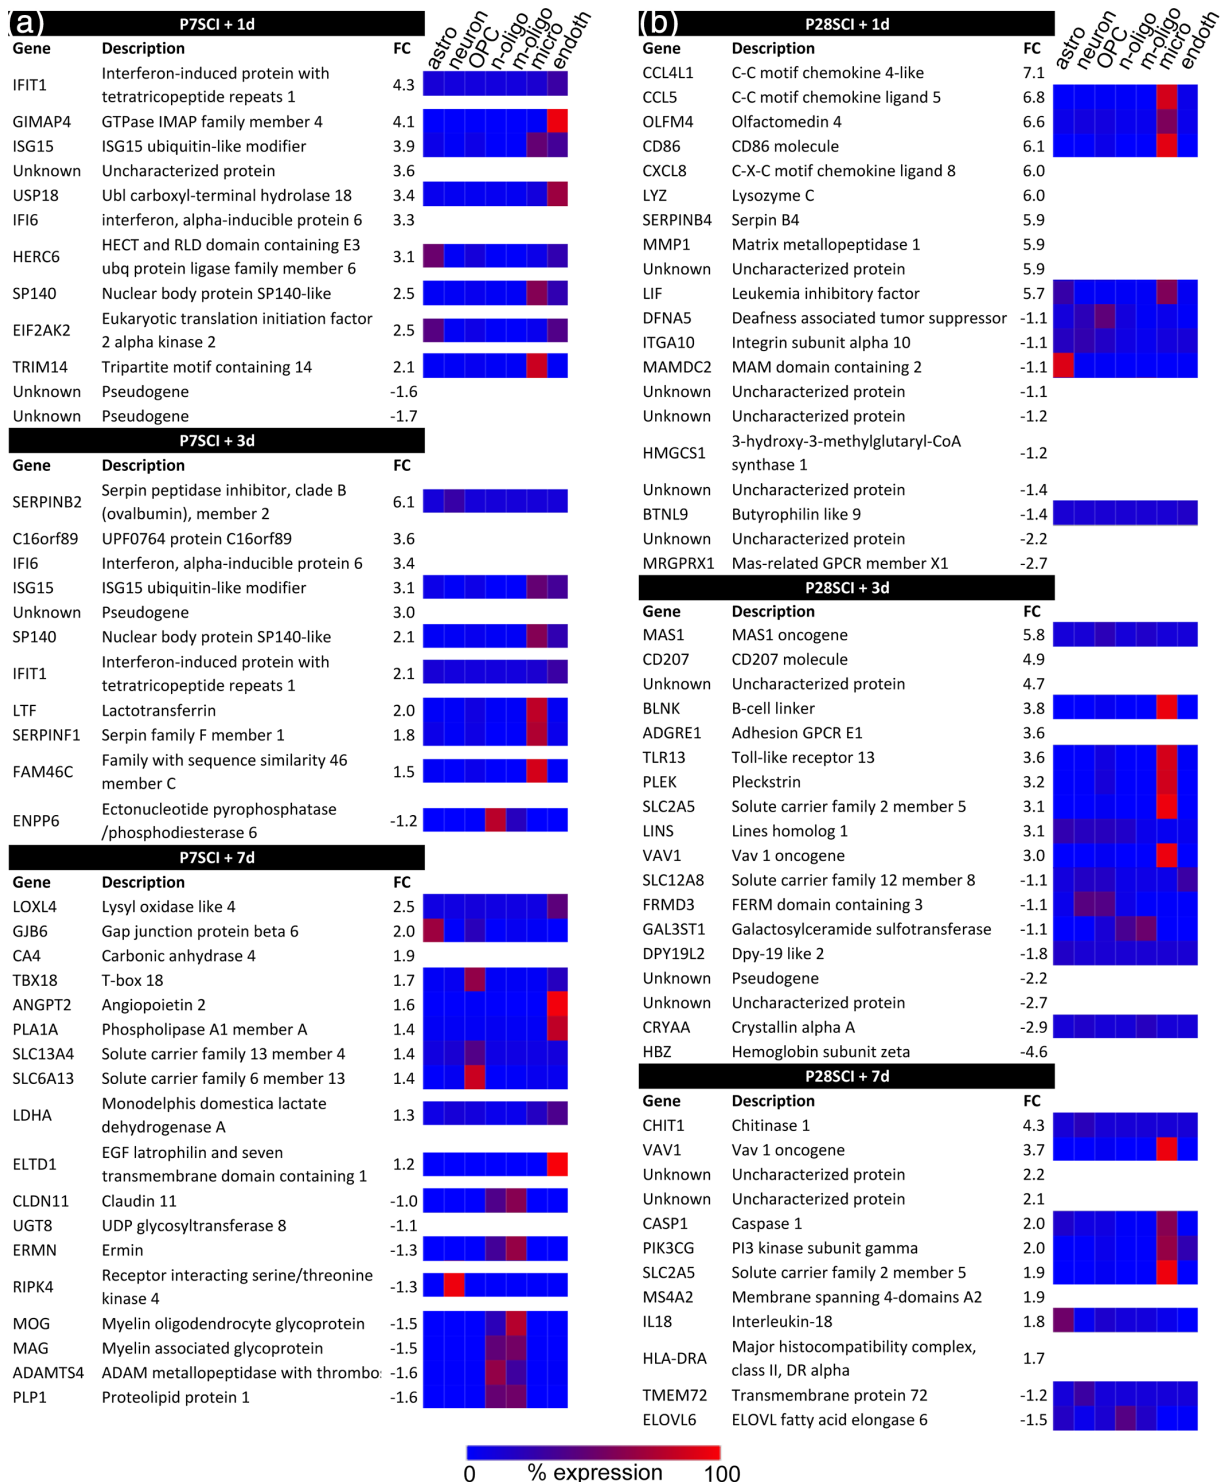 (a)
P7SCI + 1d
astro neuron OPC n-oligo m-oligo micro endoth
Gene Description FC
IFIT1 Interferon-induced protein with tetratricopeptide repeats 1 4.3
GIMAP4 GTPase IMAP family member 4 4.1
ISG15 ISG15 ubiquitin-like modifier 3.9
Unknown Uncharacterized protein 3.6
USP18 Ubl carboxyl-terminal hydrolase 18 3.4
IFI6 interferon, alpha-inducible protein 6 3.3
HERC6 HECT and RLD domain containing E3 ubq protein ligase family member 6 3.1
SP140 Nuclear body protein SP140-like 2.5
EIF2AK2 Eukaryotic translation initiation factor 2 alpha kinase 2 2.5
TRIM14 Tripartite motif containing 14 2.1
Unknown Pseudogene -1.6
Unknown Pseudogene -1.7
P7SCI + 3d
Gene Description FC
SERPINB2 Serpin peptidase inhibitor, clade B (ovalbumin), member 2 6.1
C16orf89 UPF0764 protein C16orf89 3.6
IFI6 Interferon, alpha-inducible protein 6 3.4
ISG15 ISG15 ubiquitin-like modifier 3.1
Unknown Pseudogene 3.0
SP140 Nuclear body protein SP140-like 2.1
IFIT1 Interferon-induced protein with tetratricopeptide repeats 1 2.1
LTF Lactotransferrin 2.0
SERPINF1 Serpin family F member 1 1.8
FAM46C Family with sequence similarity 46 member C 1.5
ENPP6 Ectonucleotide pyrophosphatase /phosphodiesterase 6 -1.2
P7SCI + 7d
Gene Description FC
LOXL4 Lysyl oxidase like 4 2.5
GJB6 Gap junction protein beta 6 2.0
CA4 Carbonic anhydrase 4 1.9
TBX18 T-box 18 1.7
ANGPT2 Angiopoietin 2 1.6
PLA1A Phospholipase A1 member A 1.4
SLC13A4 Solute carrier family 13 member 4 1.4
SLC6A13 Solute carrier family 6 member 13 1.4
LDHA Monodelphis domestica lactate dehydrogenase A 1.3
ELTD1 EGF latrophilin and seven transmembrane domain containing 1 1.2
CLDN11 Claudin 11 -1.0
UGT8 UDP glycosyltransferase 8 -1.1
ERMN Ermin -1.3
RIPK4 Receptor interacting serine/threonine kinase 4 -1.3
MOG Myelin oligodendrocyte glycoprotein -1.5
MAG Myelin associated glycoprotein -1.5
ADAMTS4 ADAM metallopeptidase with thrombo -1.6
PLP1 Proteolipid protein 1 -1.6
(b)
P28SCI + 1d
astro neuron OPC n-oligo m-oligo micro endoth
Gene Description FC
CCL4L1 C-C motif chemokine 4-like 7.1
CCL5 C-C motif chemokine ligand 5 6.8
OLFM4 Olfactomedin 4 6.6
CD86 CD86 molecule 6.1
CXCL8 C-X-C motif chemokine ligand 8 6.0
LYZ Lysozyme C 6.0
SERPINB4 Serpin B4 5.9
MMP1 Matrix metallopeptidase 1 5.9
Unknown Uncharacterized protein 5.9
LIF Leukemia inhibitory factor 5.7
DFNA5 Deafness associated tumor suppressor -1.1
ITGA10 Integrin subunit alpha 10 -1.1
MAMDC2 MAM domain containing 2 -1.1
Unknown Uncharacterized protein -1.1
Unknown Uncharacterized protein -1.2
HMGCS1 3-hydroxy-3-methylglutaryl-CoA synthase 1 -1.2
Unknown Uncharacterized protein -1.4
BTNL9 Butyrophilin like 9 -1.4
Unknown Uncharacterized protein -2.2
MRGPRX1 Mas-related GPCR member X1 -2.7
P28SCI + 3d
Gene Description FC
MAS1 MAS1 oncogene 5.8
CD207 CD207 molecule 4.9
Unknown Uncharacterized protein 4.7
BLNK B-cell linker 3.8
ADGRE1 Adhesion GPCR E1 3.6
TLR13 Toll-like receptor 13 3.6
PLEK Pleckstrin 3.2
SLC2A5 Solute carrier family 2 member 5 3.1
LINS Lines homolog 1 3.1
VAV1 Vav 1 oncogene 3.0
SLC12A8 Solute carrier family 12 member 8 -1.1
FRMD3 FERM domain containing 3 -1.1
GAL3ST1 Galactosylceramide sulfotransferase -1.1
DPY19L2 Dpy-19 like 2 -1.8
Unknown Pseudogene -2.2
Unknown Uncharacterized protein -2.7
CRYAA Crystallin alpha A -2.9
HBZ Hemoglobin subunit zeta -4.6
P28SCI + 7d
Gene Description FC
CHIT1 Chitinase 1 4.3
VAV1 Vav 1 oncogene 3.7
Unknown Uncharacterized protein 2.2
Unknown Uncharacterized protein 2.1
CASP1 Caspase 1 2.0
PIK3CG PI3 kinase subunit gamma 2.0
SLC2A5 Solute carrier family 2 member 5 1.9
MS4A2 Membrane spanning 4-domains A2 1.9
IL18 Interleukin-18 1.8
HLA-DRA Major histocompatibility complex, class II, DR alpha 1.7
TMEM72 Transmembrane protein 72 -1.2
ELOVL6 ELOVL fatty acid elongase 6 -1.5
0 % expression 100